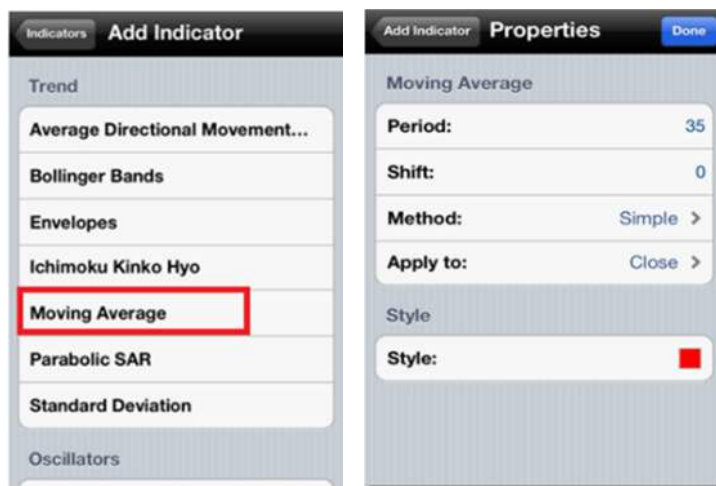 Indicators Add Indicator
Trend
Average Directional Movement...
Bollinger Bands
Envelopes
Ichimoku Kinko Hyo
Moving Average
Parabolic SAR
Standard Deviation
Oscillators
Add Indicator Properties Done
Moving Average
Period: 35
Shift: 0
Method: Simple >
Apply to: Close >
Style
Style: